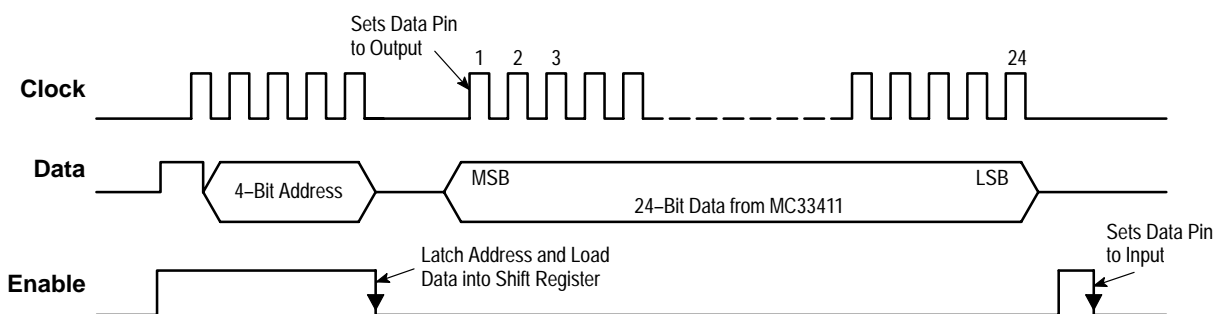 Sets Data Pin
to Output
1 2 3 24
Clock
Data
4–Bit Address
MSB
LSB
24–Bit Data from MC33411
Sets Data Pin
to Input
Latch Address and Load
Data into Shift Register
Enable